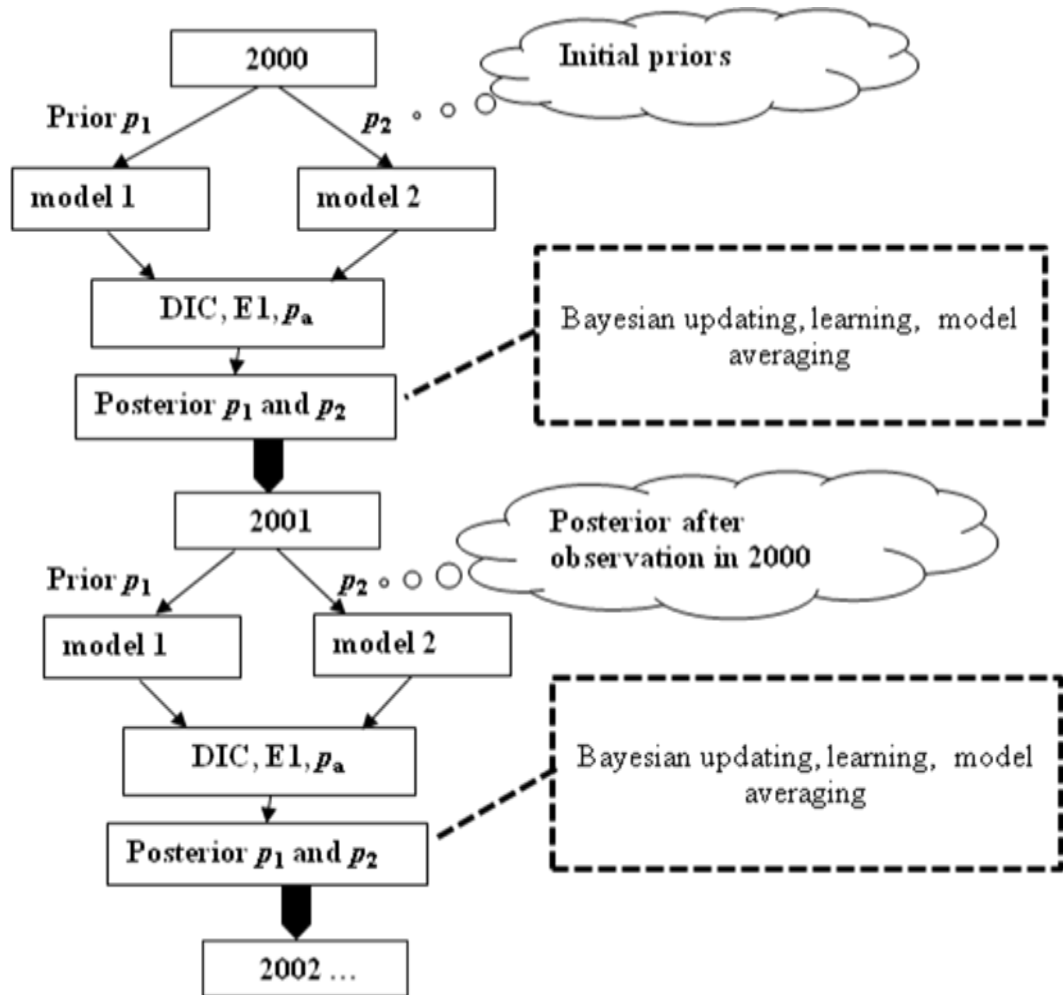 2000
Initial priors
Prior p1
p2
model 1
model 2
DIC, E1, pa
Bayesian updating, learning, model
averaging
Posterior p1 and p2
2001
Posterior after
observation in 2000
Prior p1
p2
model 1
model 2
DIC, E1, pa
Bayesian updating, learning, model
averaging
Posterior p1 and p2
2002 ...